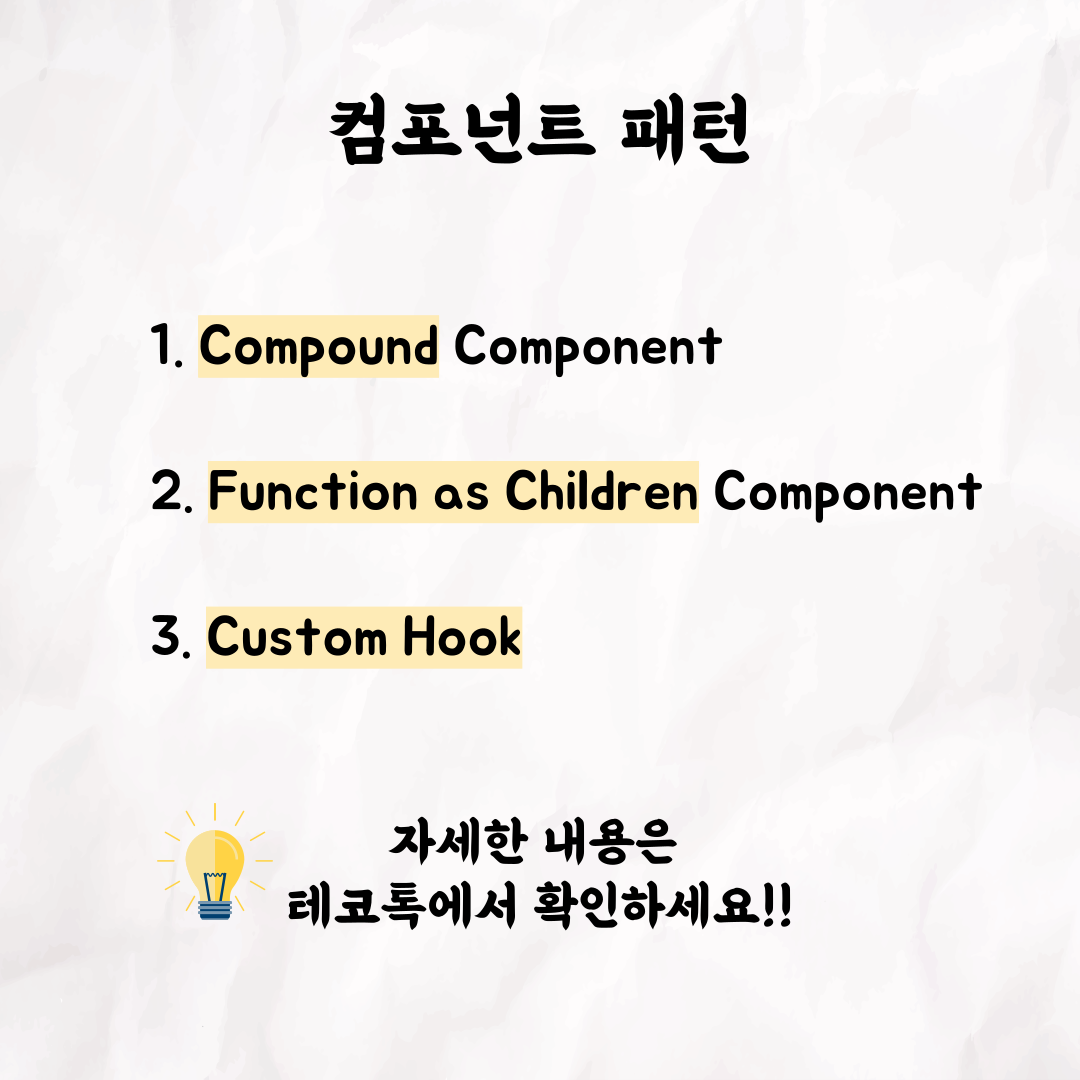 컴포넌트 패턴
1. Compound Component
2. Function as Children Component
3. Custom Hook
자세한 내용은
테코톡에서 확인하세요!!